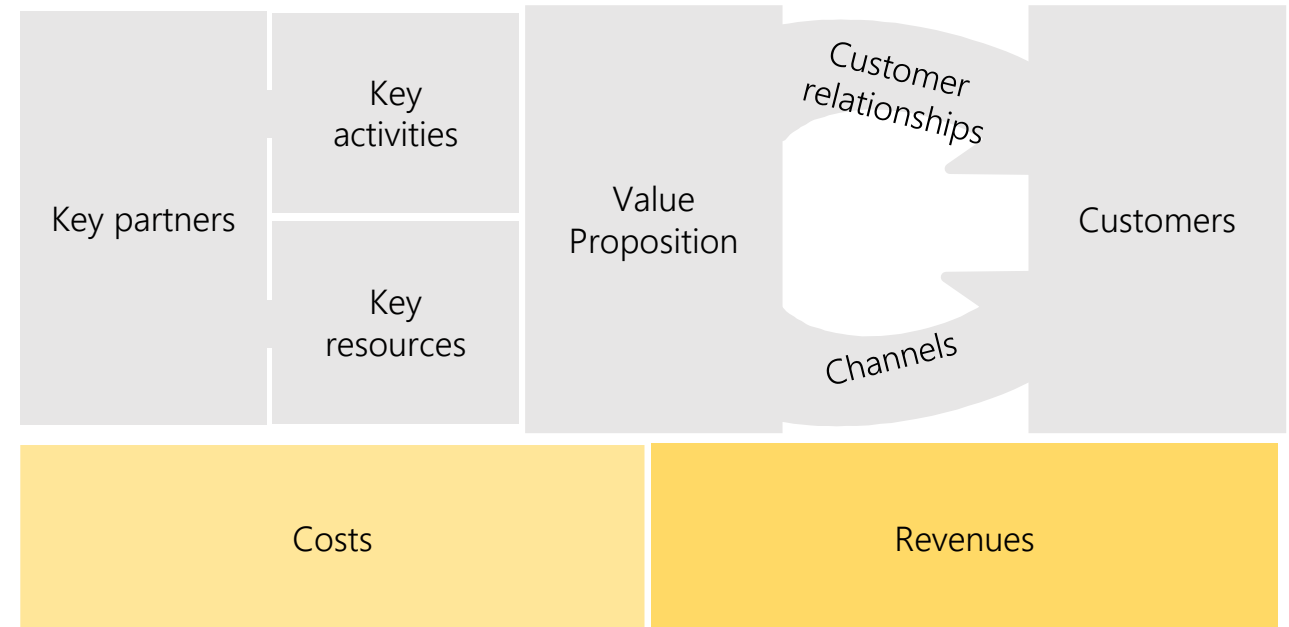 Key partners
Key
activities
Key
resources
Value
Proposition
Customer
relationships
Channels
Customers
Costs
Revenues